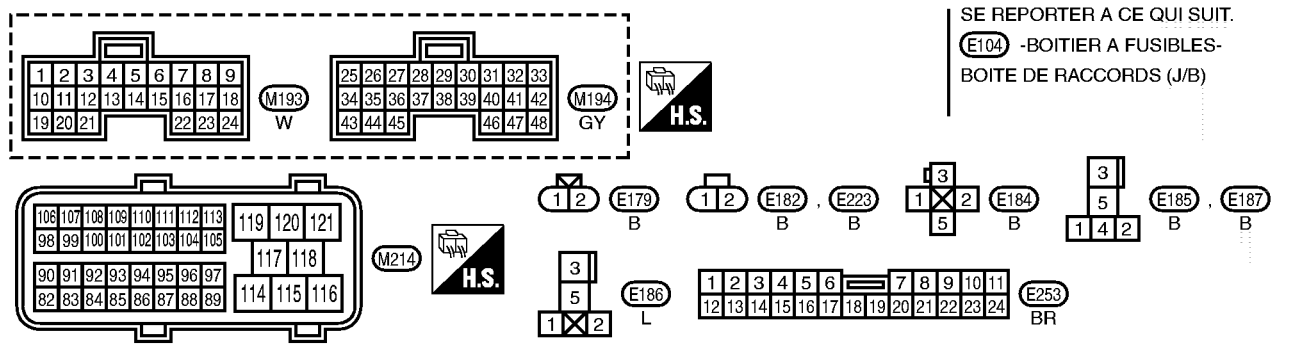 SE REPORTER A CE QUI SUIT.
E104 -BOITIER A FUSIBLES-
BOITE DE RACCORDS (J/B)
1 2 3 4 5 6 7 8 9
10 11 12 13 14 15 16 17 18
19 20 21 22 23 24
M193
W
25 26 27 28 29 30 31 32 33
34 35 36 37 38 39 40 41 42
43 44 45 46 47 48
M194
GY
H.S.
106 107 108 109 110 111 112 113
98 99 100 101 102 103 104 105
90 91 92 93 94 95 96 97
82 83 84 85 86 87 88 89
119 120 121
117 118
114 115 116
M214
H.S.
1 2
E179
B
1 2
E182 , E223
B B
3
1 2
5
E184
B
3
5
1 4 2
E185 , E187
B B
3
5
1 2
E186
L
1 2 3 4 5 6 7 8 9 10 11
12 13 14 15 16 17 18 19 20 21 22 23 24
E253
BR